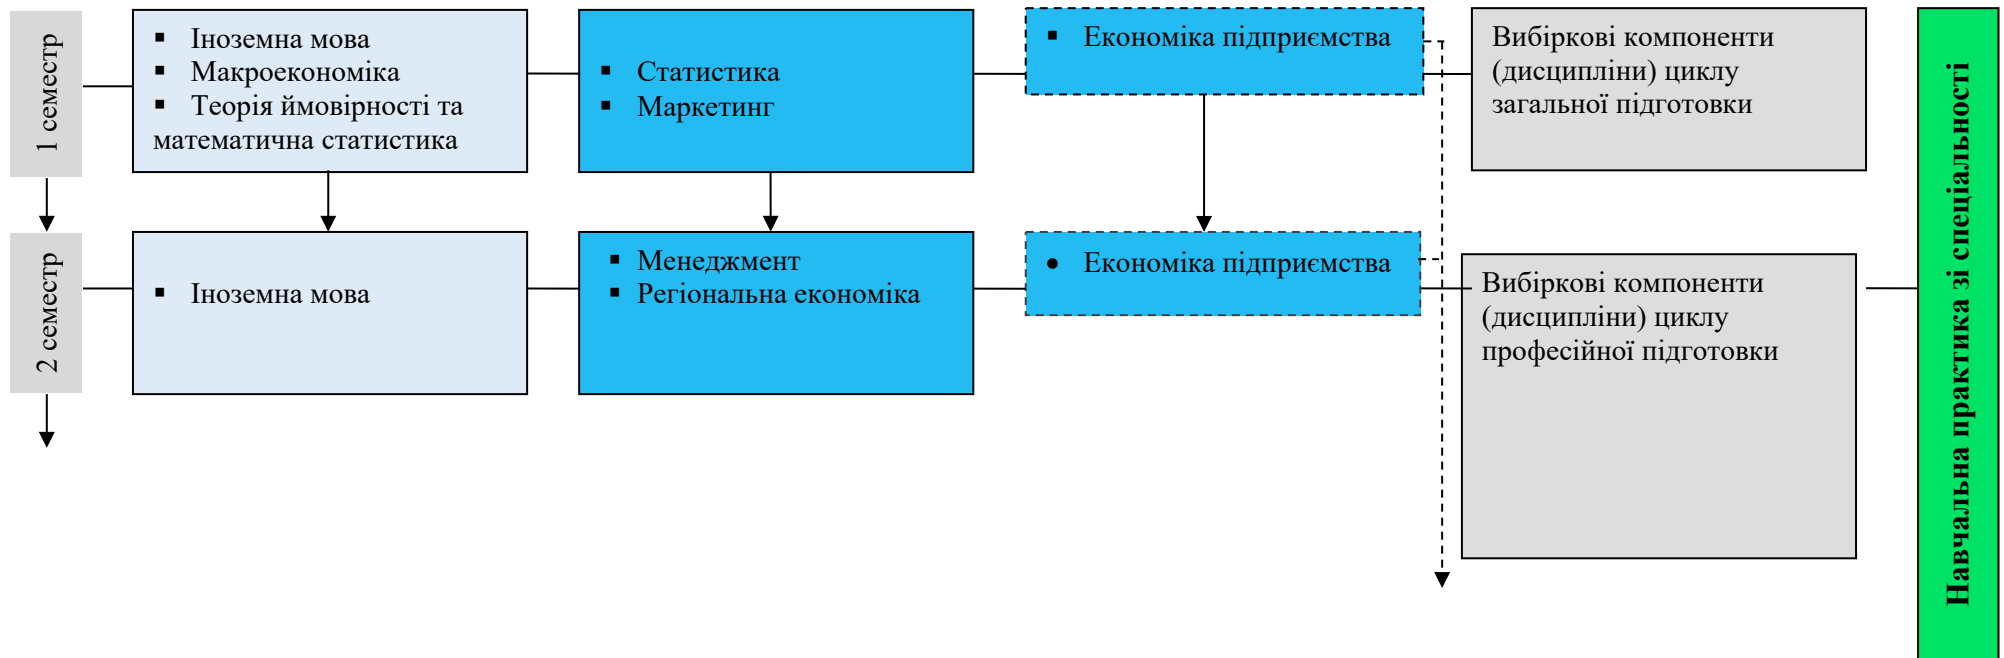 1 семестр
▪ Іноземна мова
▪ Макроекономіка
▪ Теорія ймовірності та
математична статистика
▪ Статистика
▪ Маркетинг
▪ Економіка підприємства
Вибіркові компоненти
(дисципліни) циклу
загальної підготовки
2 семестр
▪ Іноземна мова
▪ Менеджмент
▪ Регіональна економіка
• Економіка підприємства
Вибіркові компоненти
(дисципліни) циклу
професійної підготовки
Навчальна практика зі спеціальності